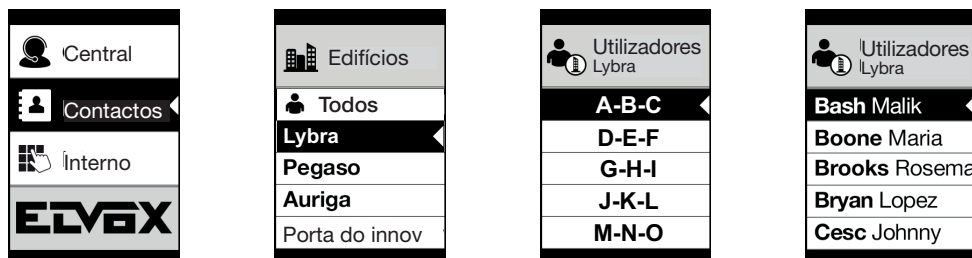 Central
Contactos
Interno
ELVOX
Edifícios
Todos
Lybra
Pegaso
Auriga
Porta do innov
Utilizadores
Lybra
A-B-C
D-E-F
G-H-I
J-K-L
M-N-O
Utilizadores
Lybra
Bash Malik
Boone Maria
Brooks Rosema
Bryan Lopez
Cesc Johnny